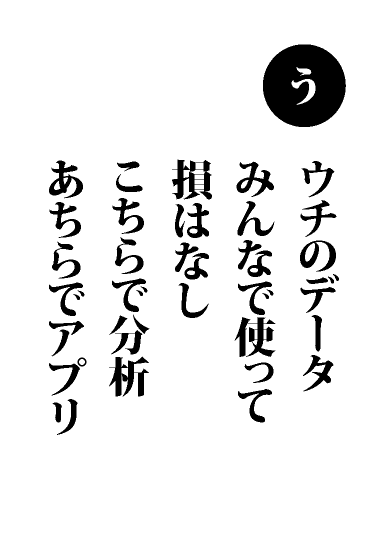 う
ウチのデータ
みんなで使って
損はなし
こちらで分析
あちらでアプリ